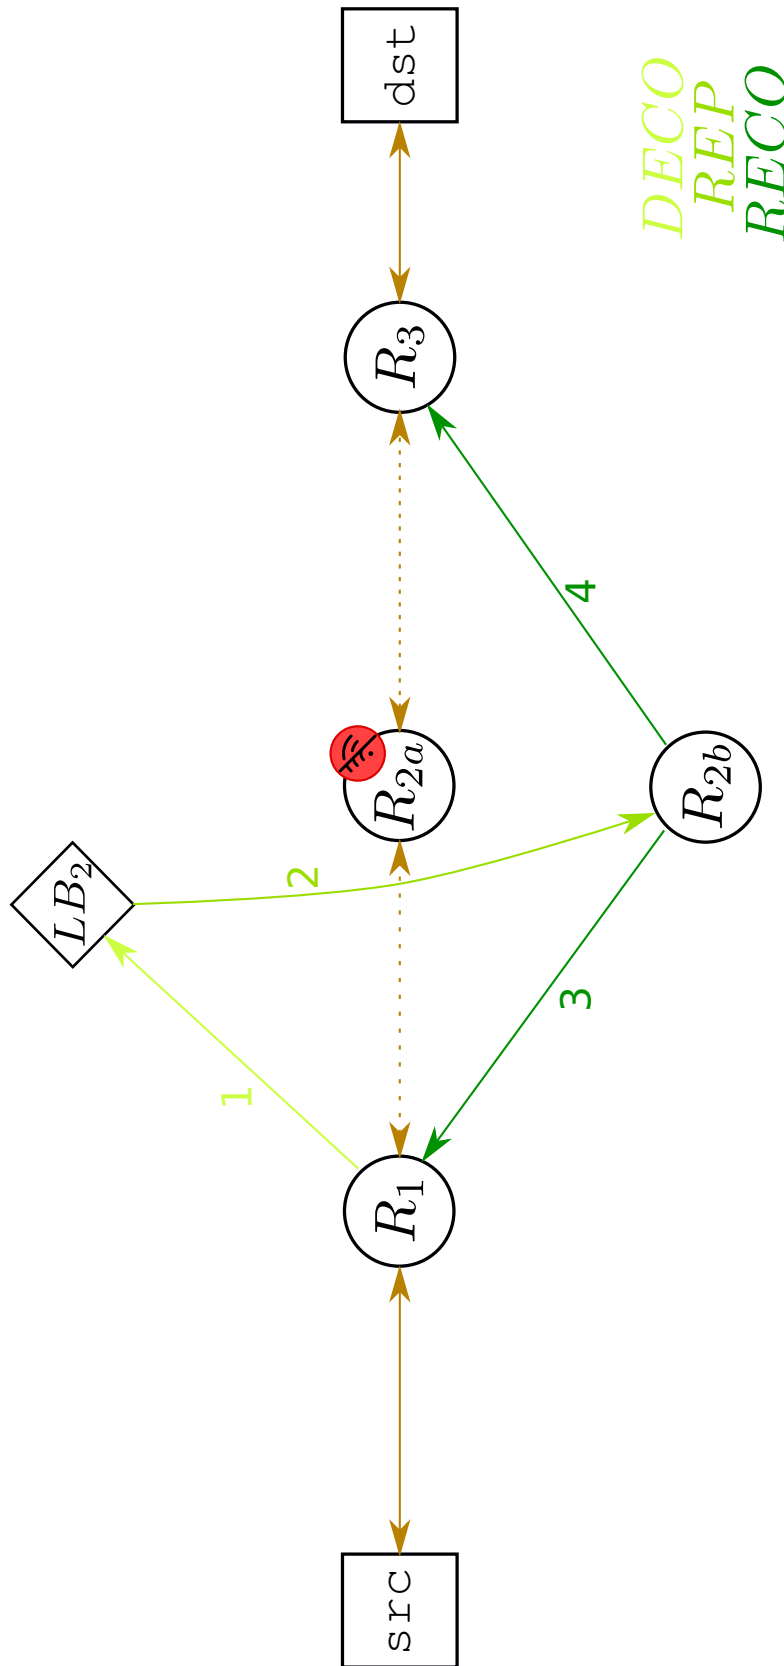 LB₂
1
2
src
R₁
R₂ₐ
R₃
dst
3
4
R₂b
DECO
REP
RECO